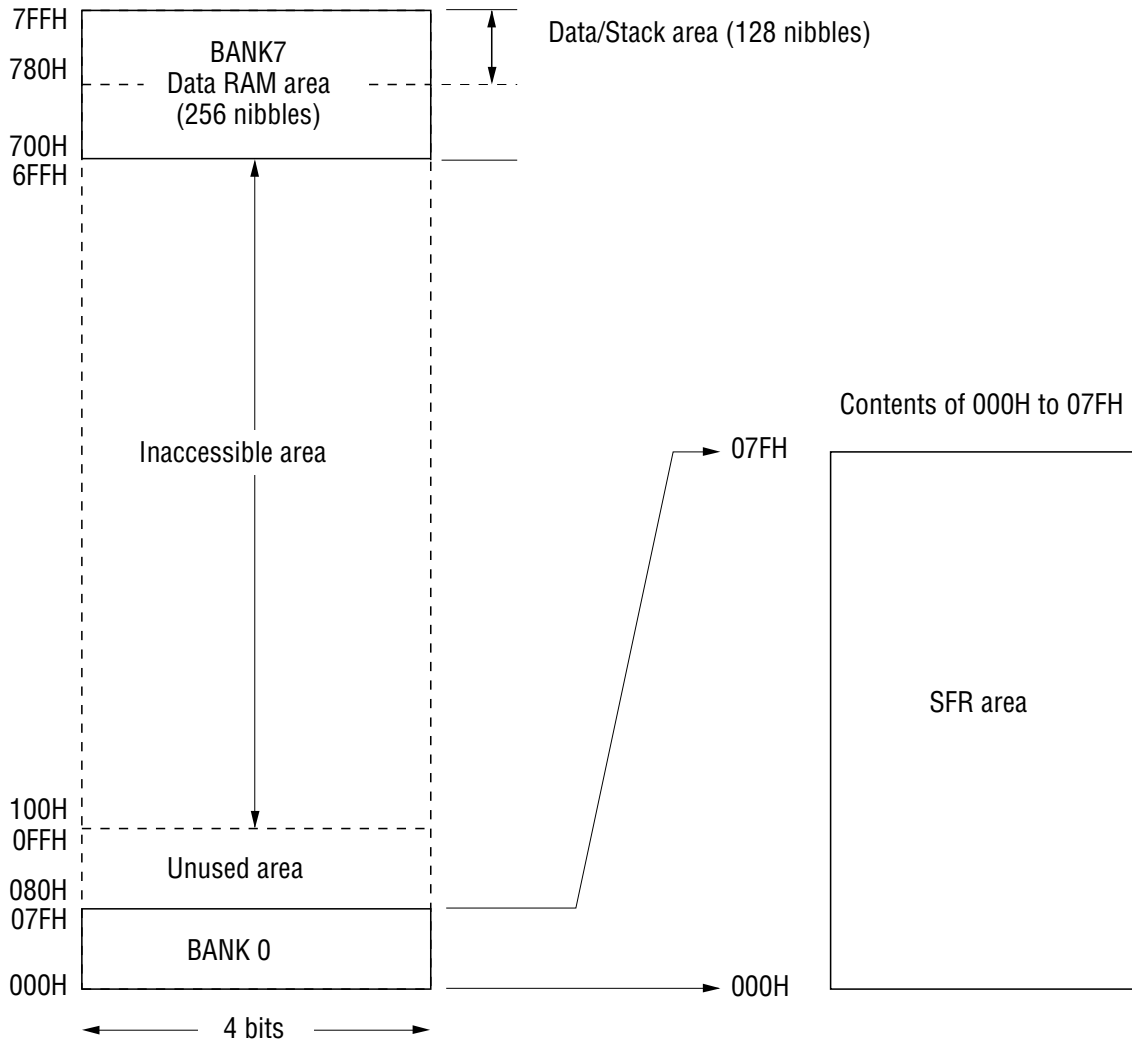 7FFH
Data/Stack area (128 nibbles)
BANK7
780H
Data RAM area
(256 nibbles)
700H
6FFH
Contents of 000H to 07FH
Inaccessible area
07FH
SFR area
100H
0FFH
Unused area
080H
07FH
BANK 0
000H
000H
4 bits